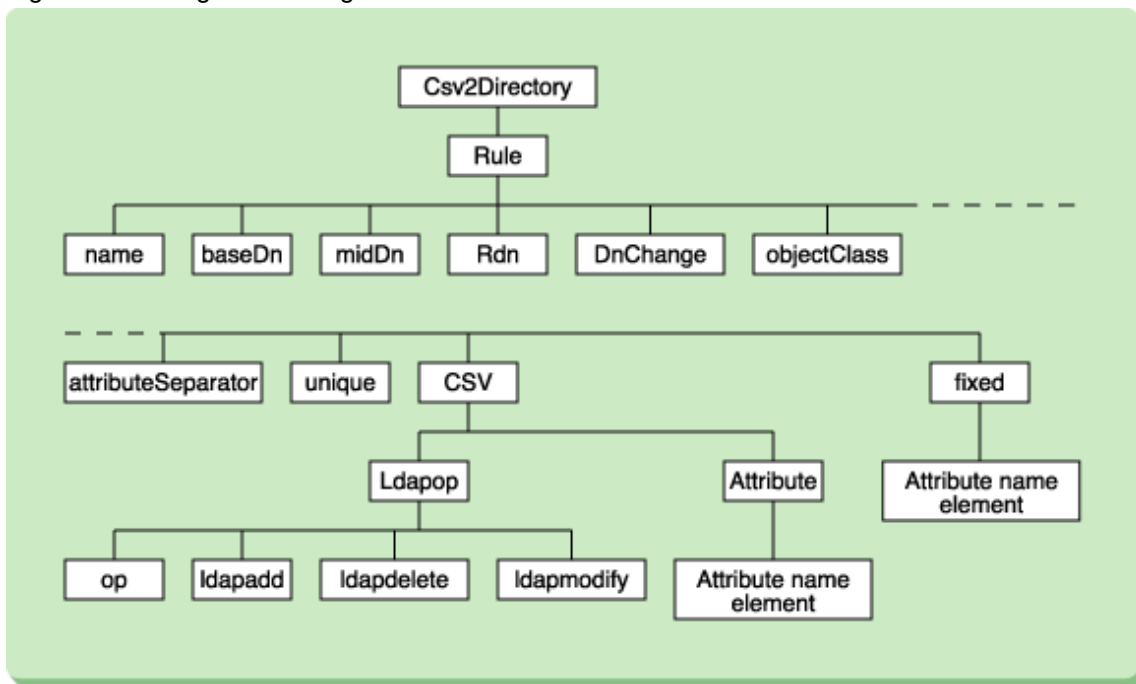 Csv2Directory
Rule
name baseDn midDn Rdn DnChange objectClass
attributeSeparator unique CSV fixed
Ldapop Attribute Attribute name
element
op ldapadd ldapdelete ldapmodify Attribute name
element